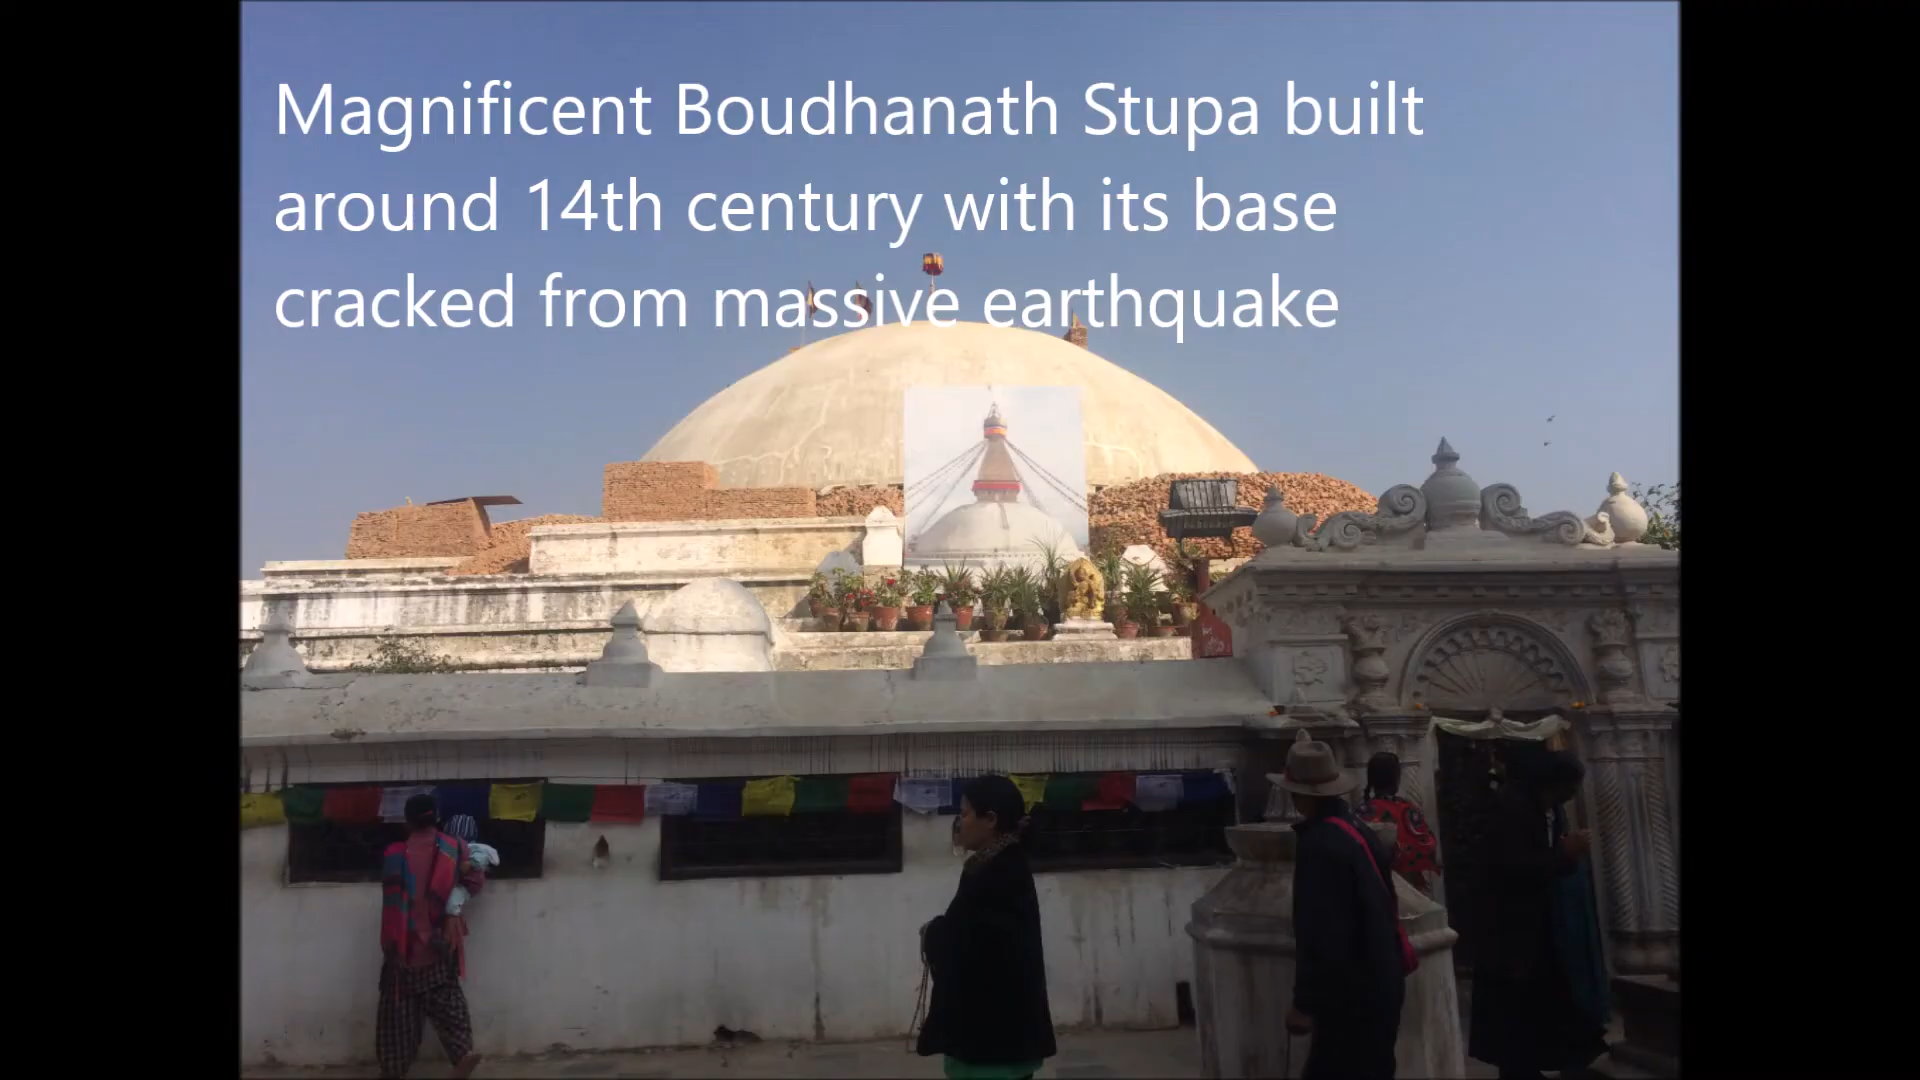 Magnificent Boudhanath Stupa built
around 14th century with its base
cracked from massive earthquake